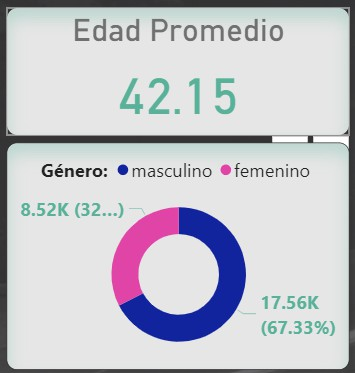 Edad Promedio
42.15
Género: masculino femenino
8.52K (32...)
17.56K
(67.33%)